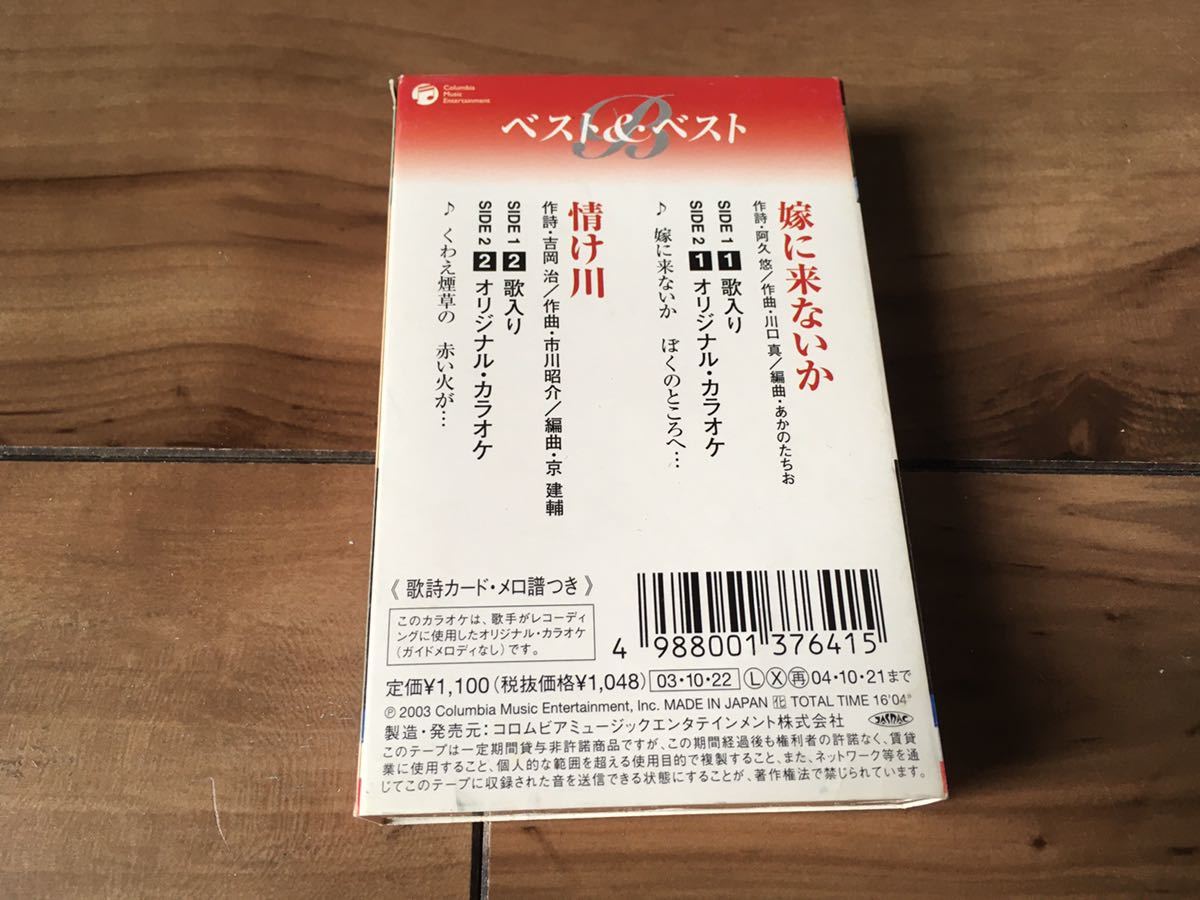 Columbia
Music
Entertainment
B
ベスト&・ベスト
嫁に来ないか
作詩・阿久 悠/作曲・川口 真/編曲・あかのたちお
SIDE 1 1 歌入り
SIDE 2 1 オリジナル・カラオケ
♪ 嫁に来ないか ぼくのところへ…
情け川
作詩・吉岡 治/作曲・市川昭介/編曲・京 建輔
SIDE 1 2 歌入り
SIDE 2 2 オリジナル・カラオケ
♪ くわえ煙草の 赤い火が…
《 歌詩カード・メロ譜つき 》
このカラオケは、歌手がレコーディ
ングに使用したオリジナル・カラオケ
(ガイドメロディなし)です。
4 988001 376415
定価¥1,100(税抜価格¥1,048) 03・10・22 Ⓛ Ⓧ 再 04・10・21まで
℗ 2003 Columbia Music Entertainment, Inc. MADE IN JAPAN 化 TOTAL TIME 16'04"
製造・発売元:コロムビアミュージックエンタテインメント株式会社 JASRAC
このテープは一定期間貸与非許諾商品ですが、この期間経過後も権利者の許諾なく、賃貸
業に使用すること、個人的な範囲を超える使用目的で複製すること、また、ネットワーク等を通
じてこのテープに収録された音を送信できる状態にすることが、著作権法で禁じられています。